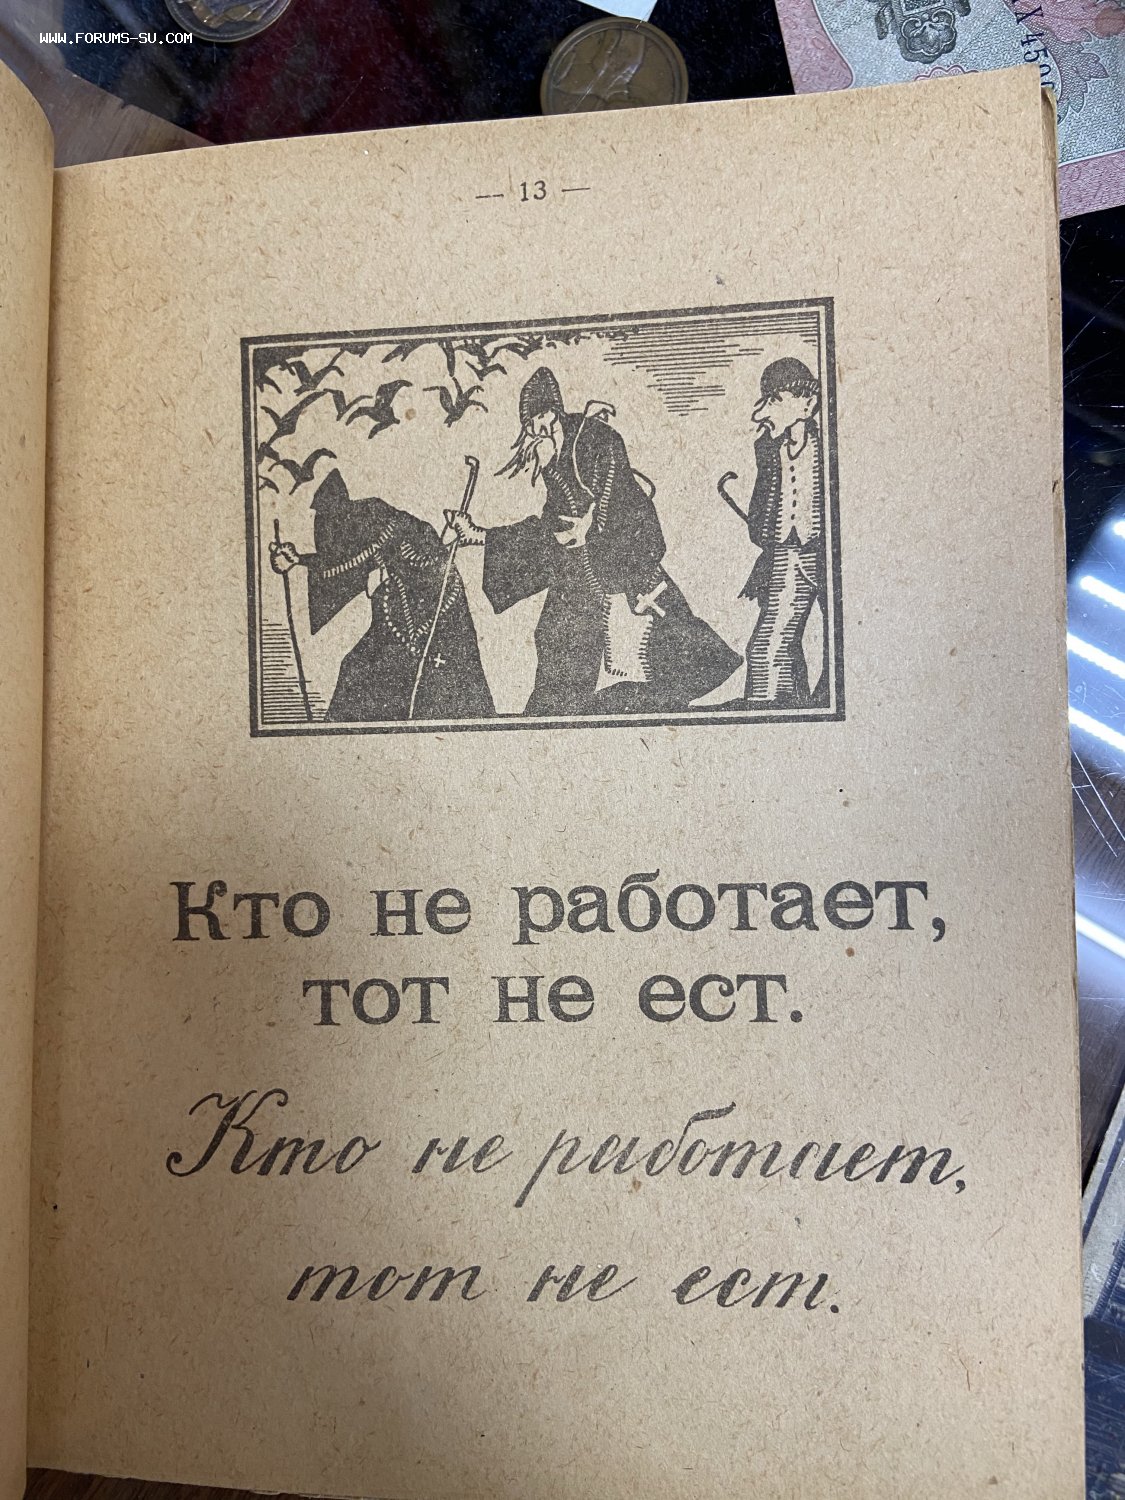 WWW.FORUMS-SU.COM
— 13 —
Кто не работает,
тот не ест.
Кто не работает,
тот не ест.